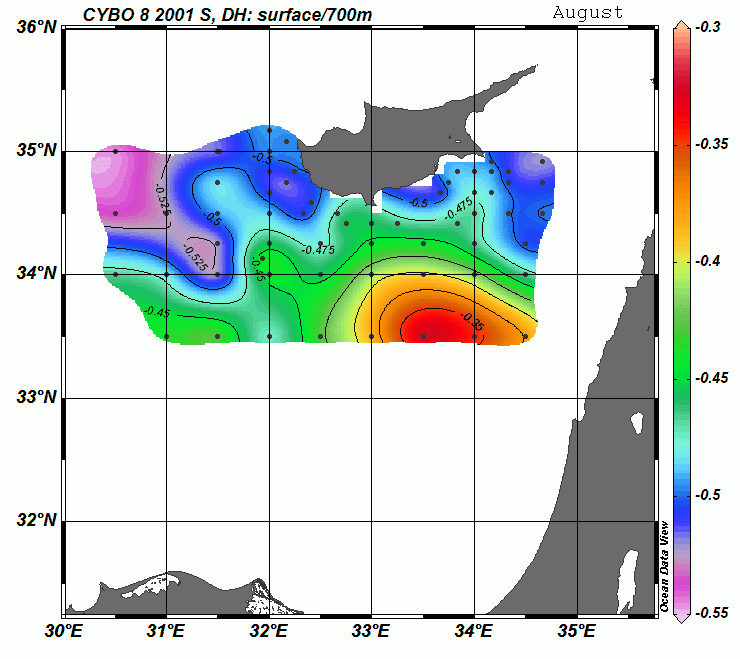 CYBO 8 2001 S, DH: surface/700m
August
36°N
35°N
34°N
33°N
32°N
30°E
31°E
32°E
33°E
34°E
35°E
-0.5
-0.525
-0.5
-0.525
-0.45
-0.475
-0.5
-0.475
-0.45
-0.35
-0.3
-0.35
-0.4
-0.45
-0.5
-0.55
Ocean Data View